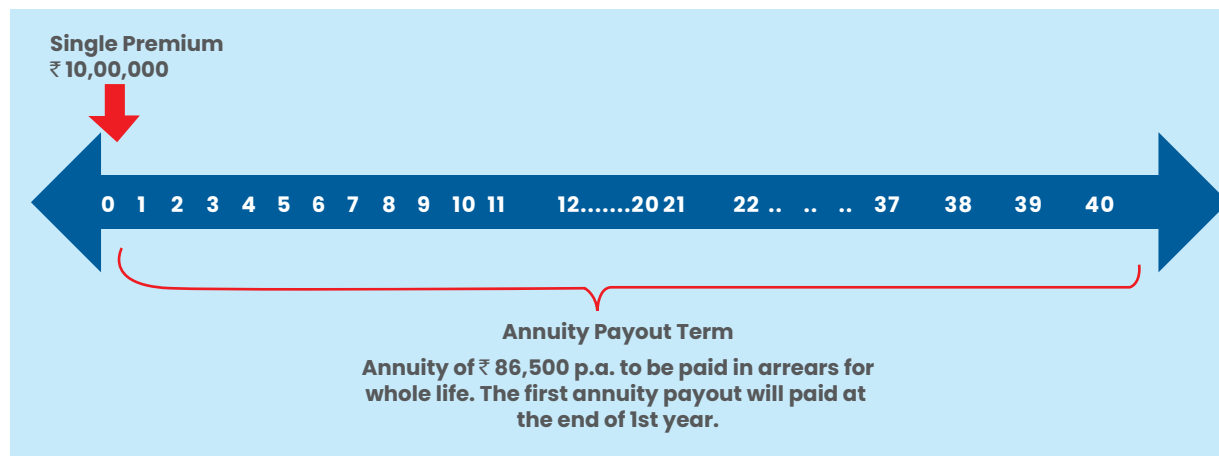 Single Premium
₹ 10,00,000
0 1 2 3 4 5 6 7 8 9 10 11 12.......20 21 22 .. .. .. 37 38 39 40
Annuity Payout Term
Annuity of ₹ 86,500 p.a. to be paid in arrears for
whole life. The first annuity payout will paid at
the end of 1st year.